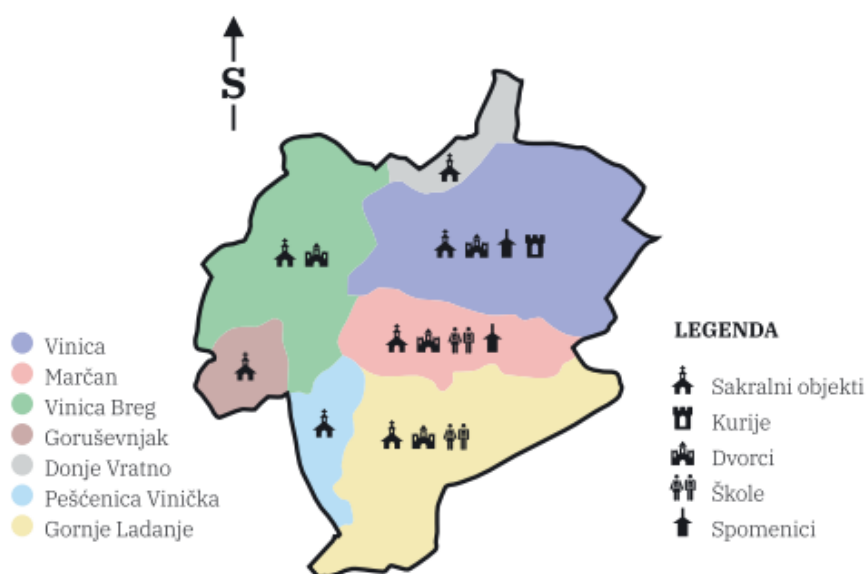 S
Vinica
Marčan
Vinica Breg
Goruševnjak
Donje Vratno
Pešćenica Vinička
Gornje Ladanje
LEGENDA
Sakralni objekti
Kurije
Dvorci
Škole
Spomenici